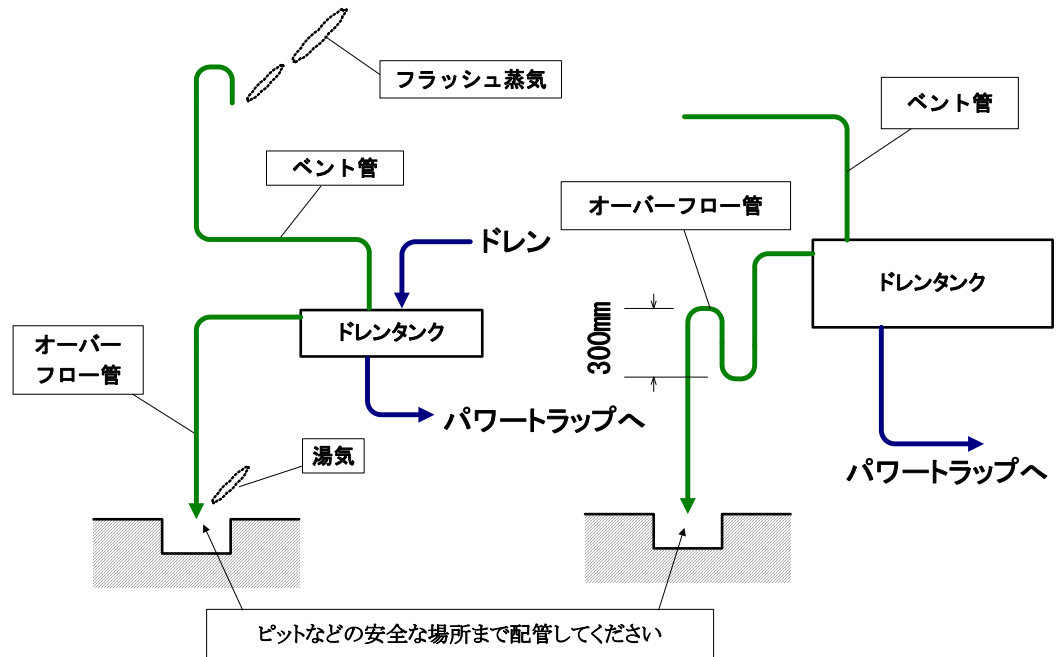 フラッシュ蒸気
ベント管
ドレン
ドレンタンク
オーバー
フロー管
パワートラップへ
湯気
ベント管
オーバーフロー管
ドレンタンク
300mm
パワートラップへ
ピットなどの安全な場所まで配管してください